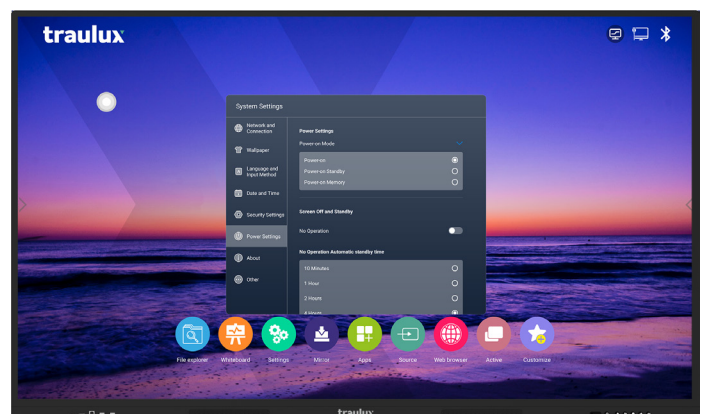 traulux
System Settings
Network and
Connection
Wallpaper
Language and
Input Method
Date and Time
Security Settings
Power Settings
About
Other
Power Settings
Power-on Mode
Power-on
Power-on Standby
Power-on Memory
Screen Off and Standby
No Operation
No Operation Automatic standby time
10 Minutes
1 Hour
3 Hours
4 Hours
File explorer
Whiteboard
Settings
Mirror
Apps
Source
Web browser
Active
Customize
traulux